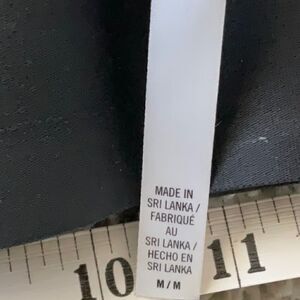 MADE IN
SRI LANKA /
FABRIQUÉ
AU
SRI LANKA /
HECHO EN
SRI LANKA
M / M
10 11